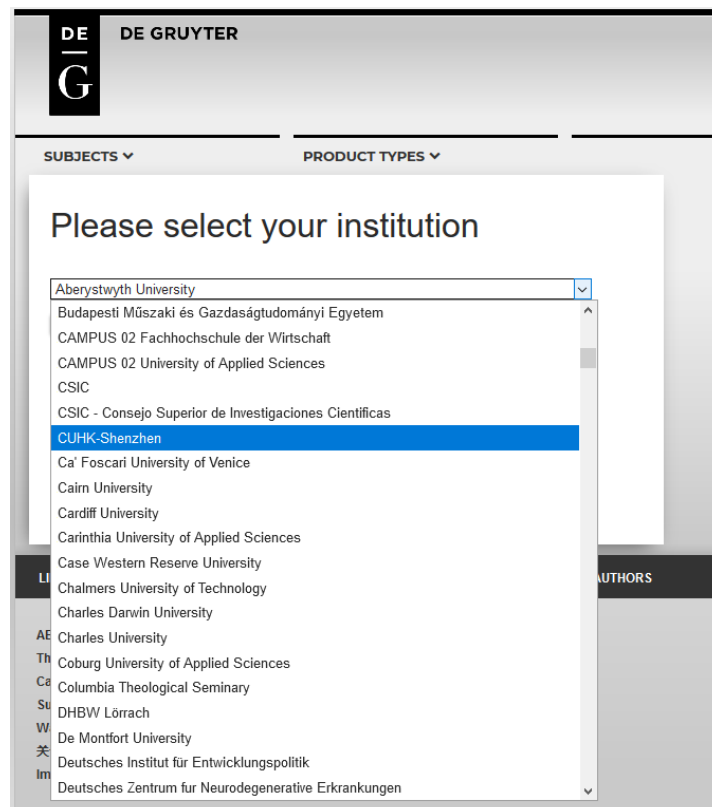 DE
G
DE GRUYTER
SUBJECTS
PRODUCT TYPES
Please select your institution
Aberystwyth University
Budapesti Műszaki és Gazdaságtudományi Egyetem
CAMPUS 02 Fachhochschule der Wirtschaft
CAMPUS 02 University of Applied Sciences
CSIC
CSIC - Consejo Superior de Investigaciones Cientificas
CUHK-Shenzhen
Ca' Foscari University of Venice
Cairn University
Cardiff University
Carinthia University of Applied Sciences
Case Western Reserve University
Chalmers University of Technology
Charles Darwin University
Charles University
Coburg University of Applied Sciences
Columbia Theological Seminary
DHBW Lörrach
De Montfort University
Deutsches Institut für Entwicklungspolitik
Deutsches Zentrum fur Neurodegenerative Erkrankungen